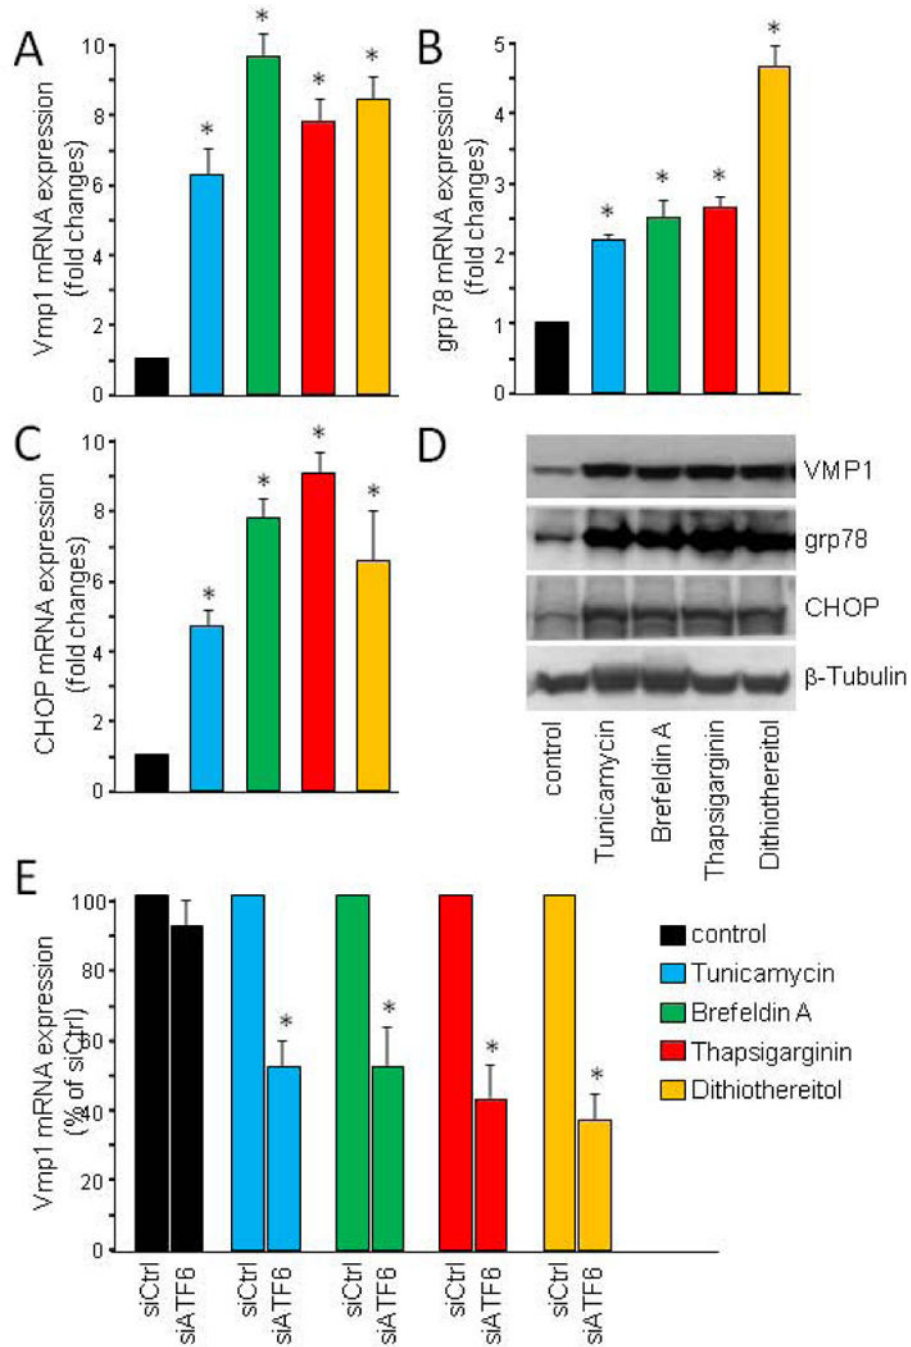 A
Vmp1 mRNA expression
(fold changes)
10
8
6
4
2
0
*
*
*
*
B
grp78 mRNA expression
(fold changes)
5
4
3
2
1
0
*
*
*
*
C
CHOP mRNA expression
(fold changes)
10
8
6
4
2
0
*
*
*
*
D
VMP1
grp78
CHOP
β-Tubulin
control
Tunicamycin
Brefeldin A
Thapsigarginin
Dithiothereitol
E
Vmp1 mRNA expression
(% of siCtrl)
100
80
60
40
20
0
*
*
*
*
siCtrl
siATF6
siCtrl
siATF6
siCtrl
siATF6
siCtrl
siATF6
siCtrl
siATF6
control
Tunicamycin
Brefeldin A
Thapsigarginin
Dithiothereitol